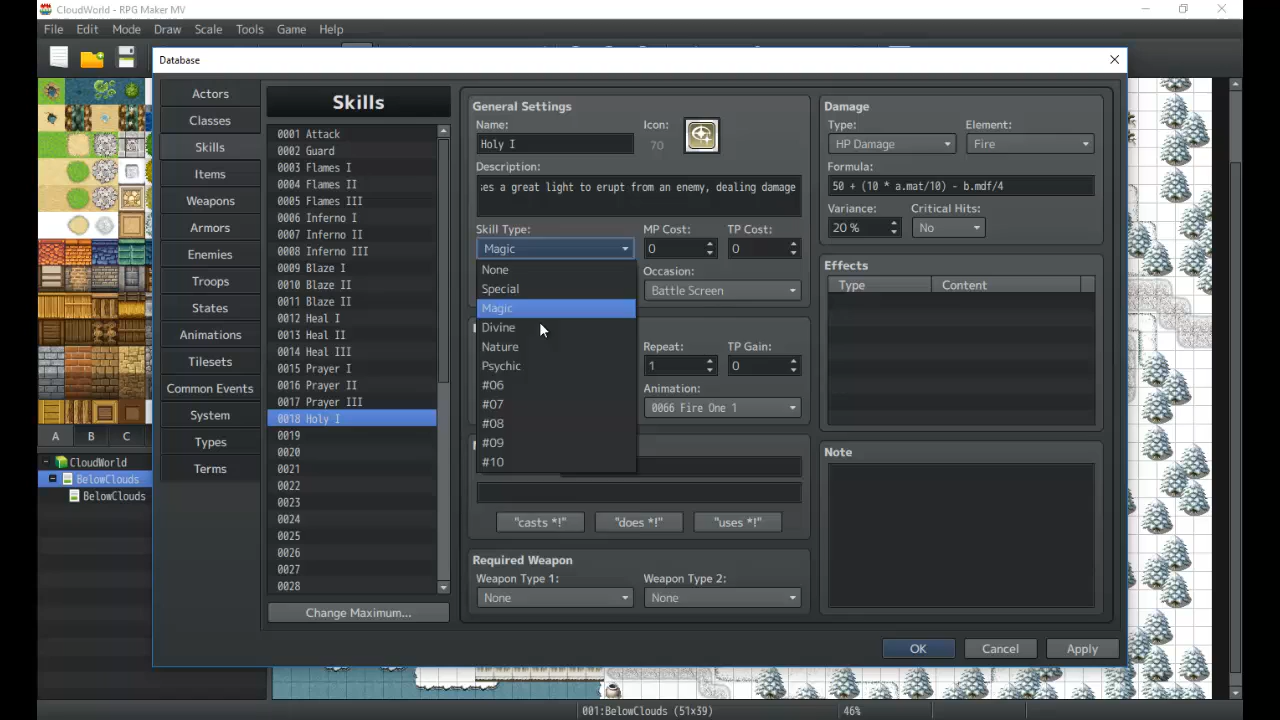 CloudWorld - RPG Maker MV
File Edit Mode Draw Scale Tools Game Help
Database
Actors
Classes
Skills
Items
Weapons
Armors
Enemies
Troops
States
Animations
Tilesets
Common Events
System
Types
Terms
A B C
CloudWorld
BelowClouds
BelowClouds
Skills
0001 Attack
0002 Guard
0003 Flames I
0004 Flames II
0005 Flames III
0006 Inferno I
0007 Inferno II
0008 Inferno III
0009 Blaze I
0010 Blaze II
0011 Blaze II
0012 Heal I
0013 Heal II
0014 Heal III
0015 Prayer I
0016 Prayer II
0017 Prayer III
0018 Holy I
0019
0020
0021
0022
0023
0024
0025
0026
0027
0028
Change Maximum...
General Settings
Name: Icon:
Holy I 70
Description:
es a great light to erupt from an enemy, dealing damage
Skill Type: MP Cost: TP Cost:
Magic 0 0
None
Special
Magic
Divine
Nature
Psychic
#06
#07
#08
#09
#10
Occasion:
Battle Screen
Repeat: TP Gain:
1 0
Animation:
0066 Fire One 1
"casts *!" "does *!" "uses *!"
Required Weapon
Weapon Type 1: Weapon Type 2:
None None
Damage
Type: Element:
HP Damage Fire
Formula:
50 + (10 * a.mat/10) - b.mdf/4
Variance: Critical Hits:
20 % No
Effects
Type Content
Note
OK Cancel Apply
001:BelowClouds (51x39) 46%